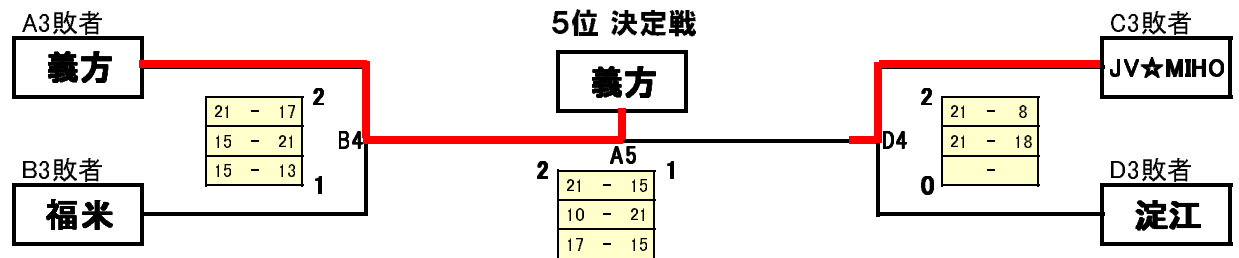 A3敗者
義方
B3敗者
福米
21 - 17
15 - 21
15 - 13
2
1
B4
5位 決定戦
義方
A5
2
1
21 - 15
10 - 21
17 - 15
C3敗者
JV☆MIHO
D3敗者
淀江
D4
2
0
21 - 8
21 - 18
-